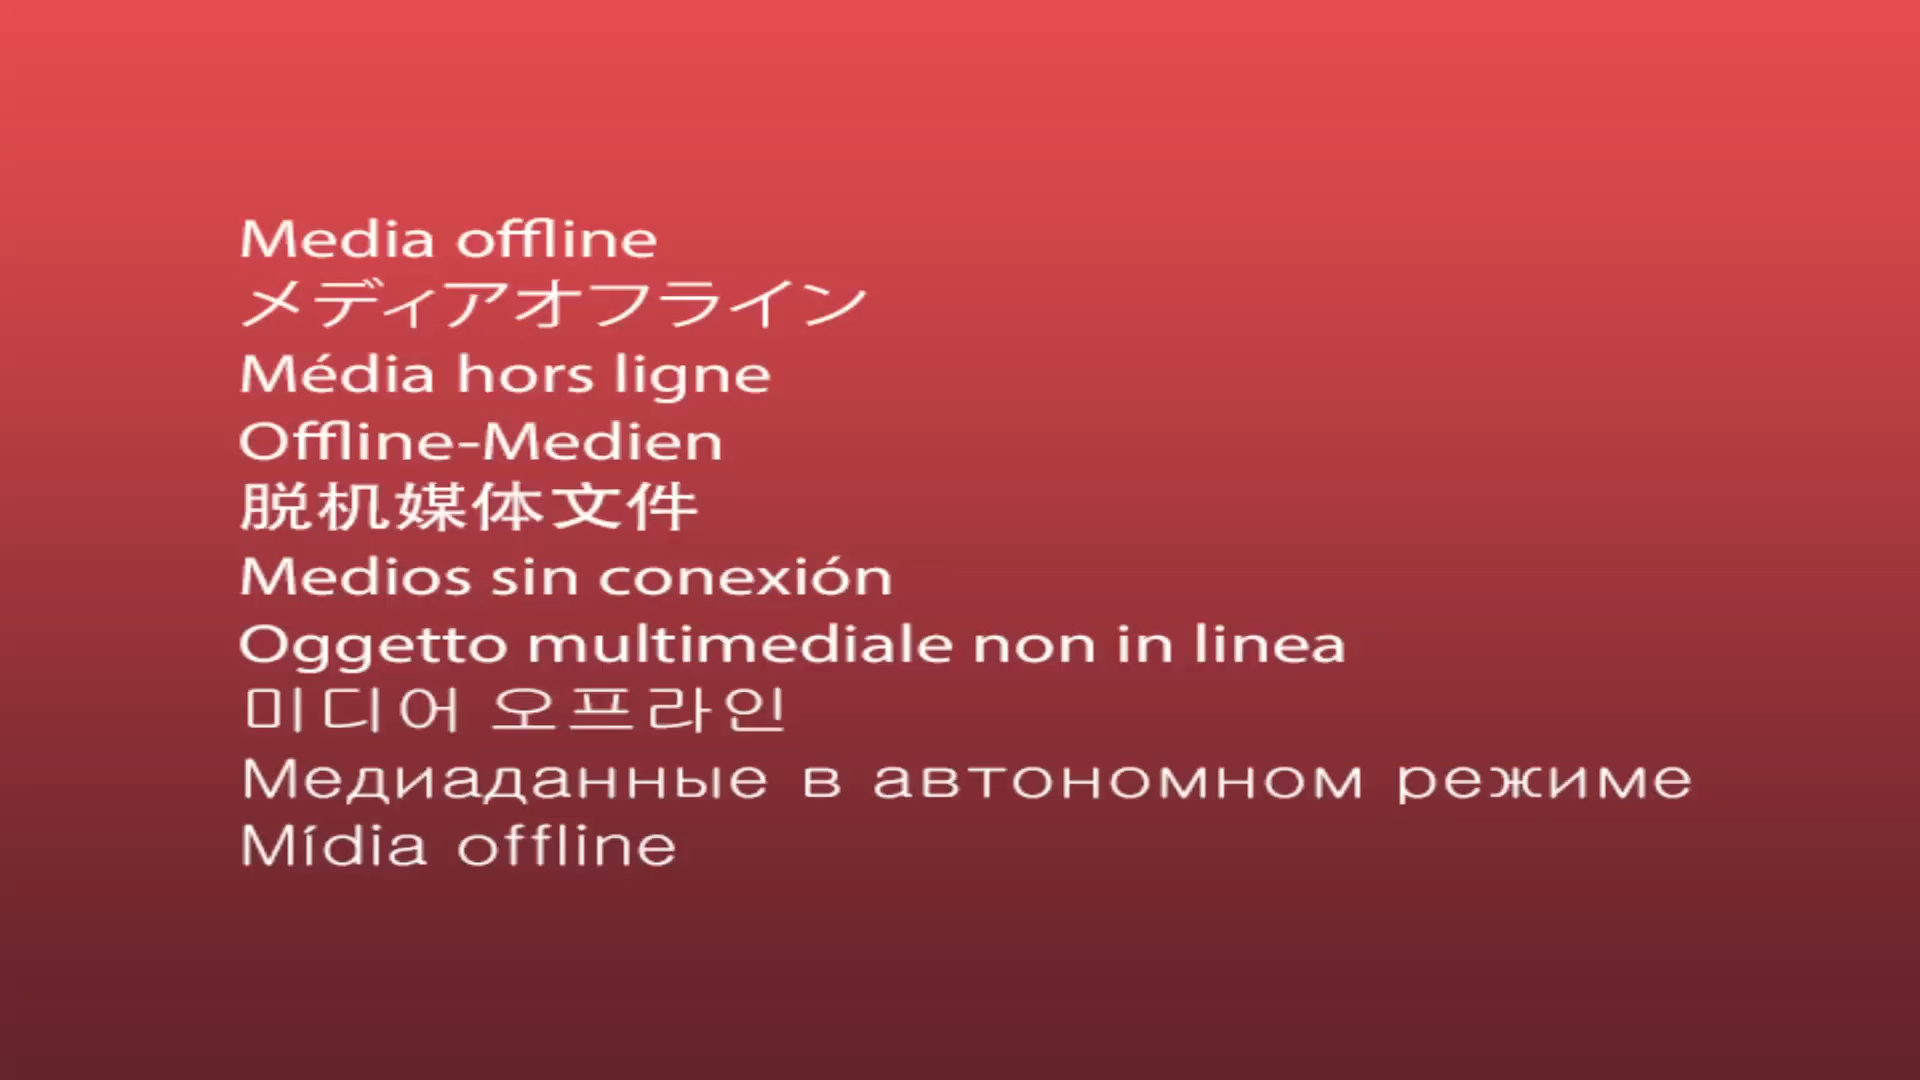 Media offline
メディアオフライン
Média hors ligne
Offline-Medien
脱机媒体文件
Medios sin conexión
Oggetto multimediale non in linea
미디어 오프라인
Медиаданные в автономном режиме
Mídia offline